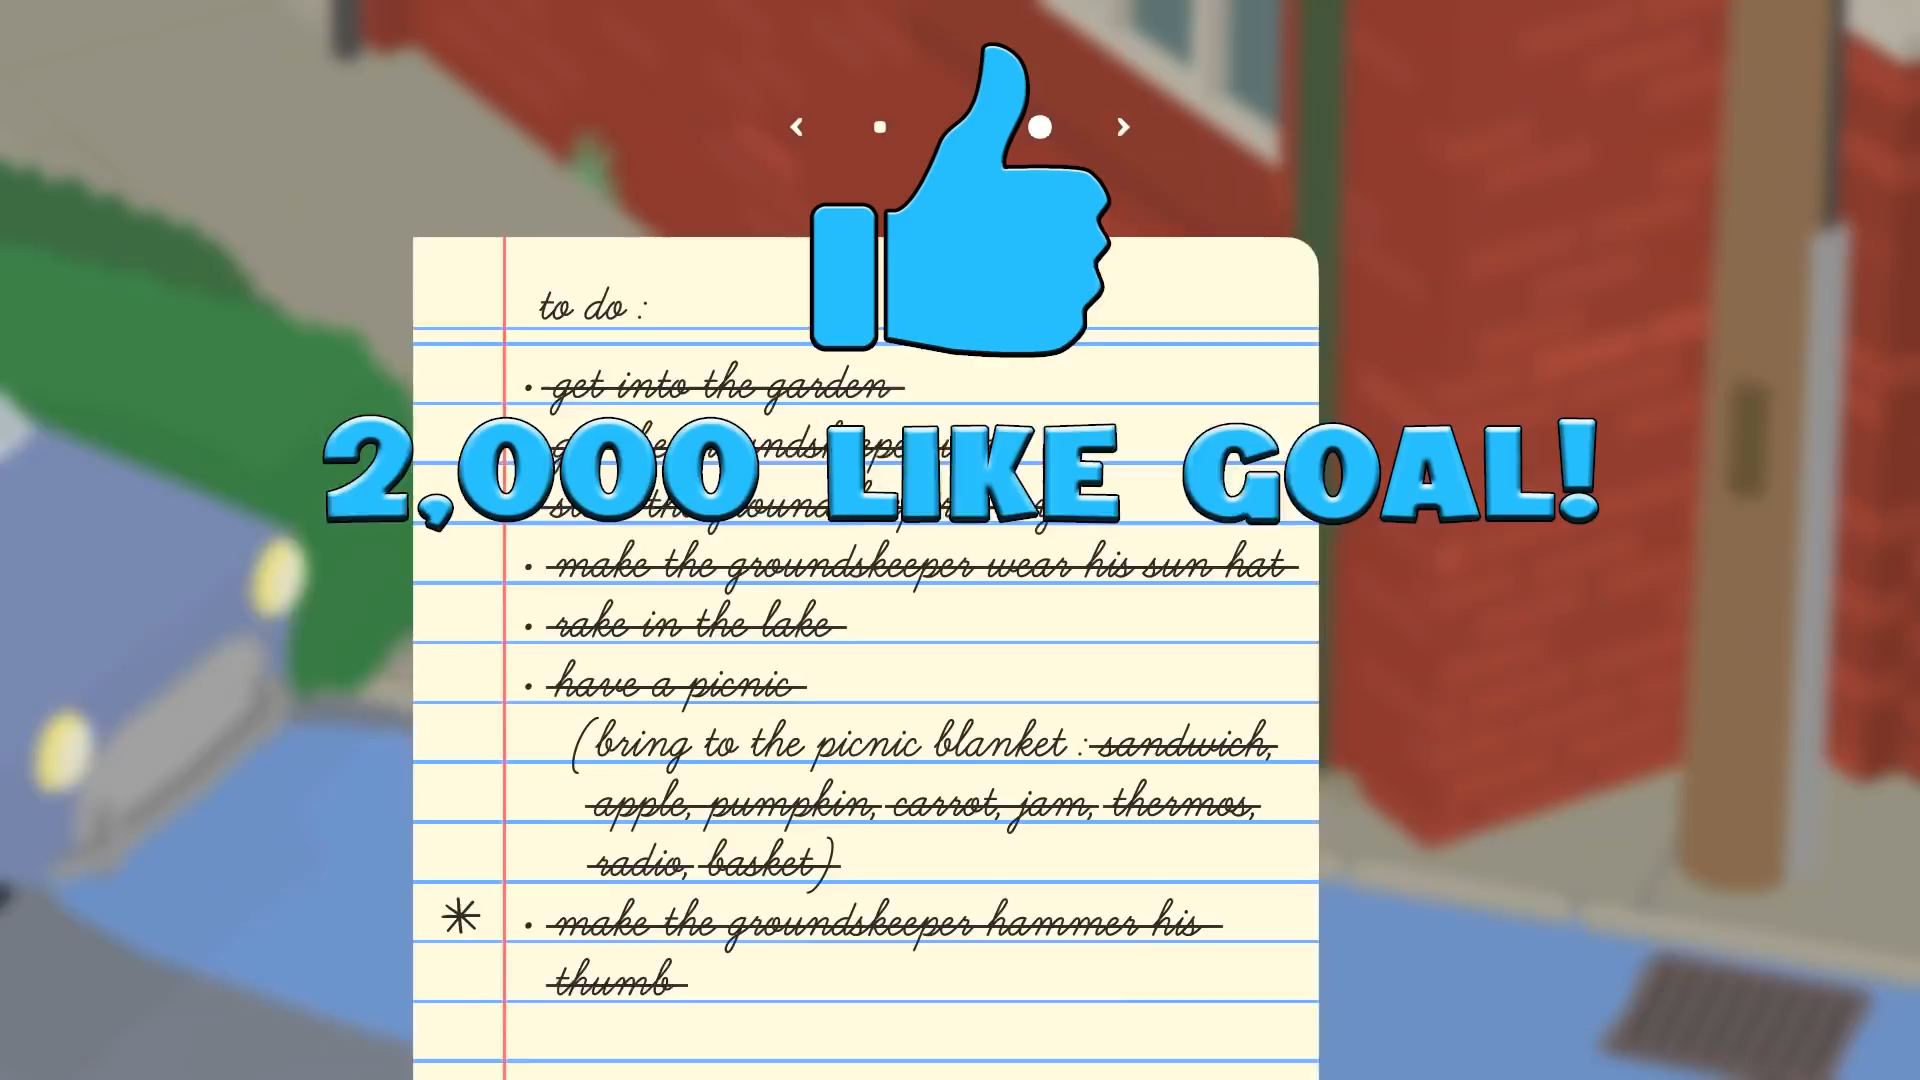 to do :
• get into the garden
2,000 LIKE GOAL!
• make the groundskeeper wear his sun hat
• rake in the lake
• have a picnic
(bring to the picnic blanket : sandwich,
apple, pumpkin, carrot, jam, thermos,
radio, basket)
• make the groundskeeper hammer his
thumb